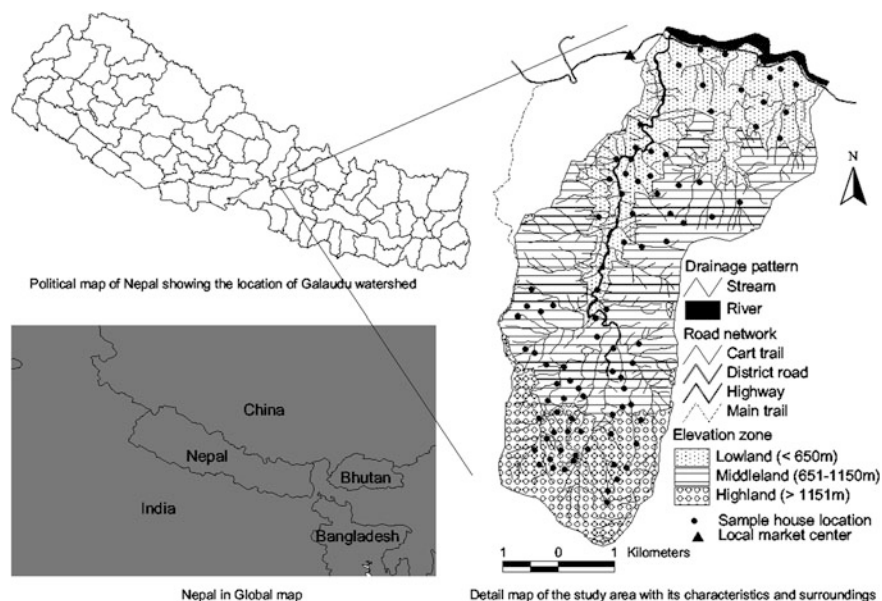 Political map of Nepal showing the location of Galaudu watershed
China
Nepal
Bhutan
India
Bangladesh
Nepal in Global map
N
Drainage pattern
Stream
River
Road network
Cart trail
District road
Highway
Main trail
Elevation zone
Lowland (< 650m)
Middleland (651-1150m)
Highland (> 1151m)
Sample house location
Local market center
1 0 1 Kilometers
Detail map of the study area with its characteristics and surroundings